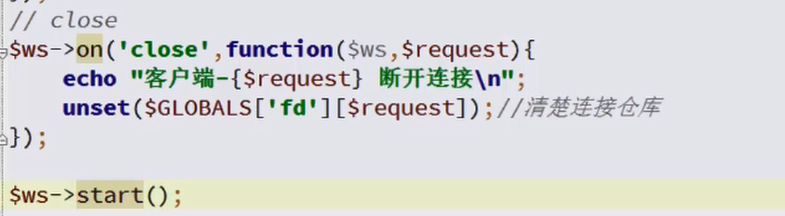 // close
$ws->on('close',function($ws,$request){
echo "客户端-{$request} 断开连接\n";
unset($GLOBALS['fd'][$request]);//清楚连接仓库
});
$ws->start();